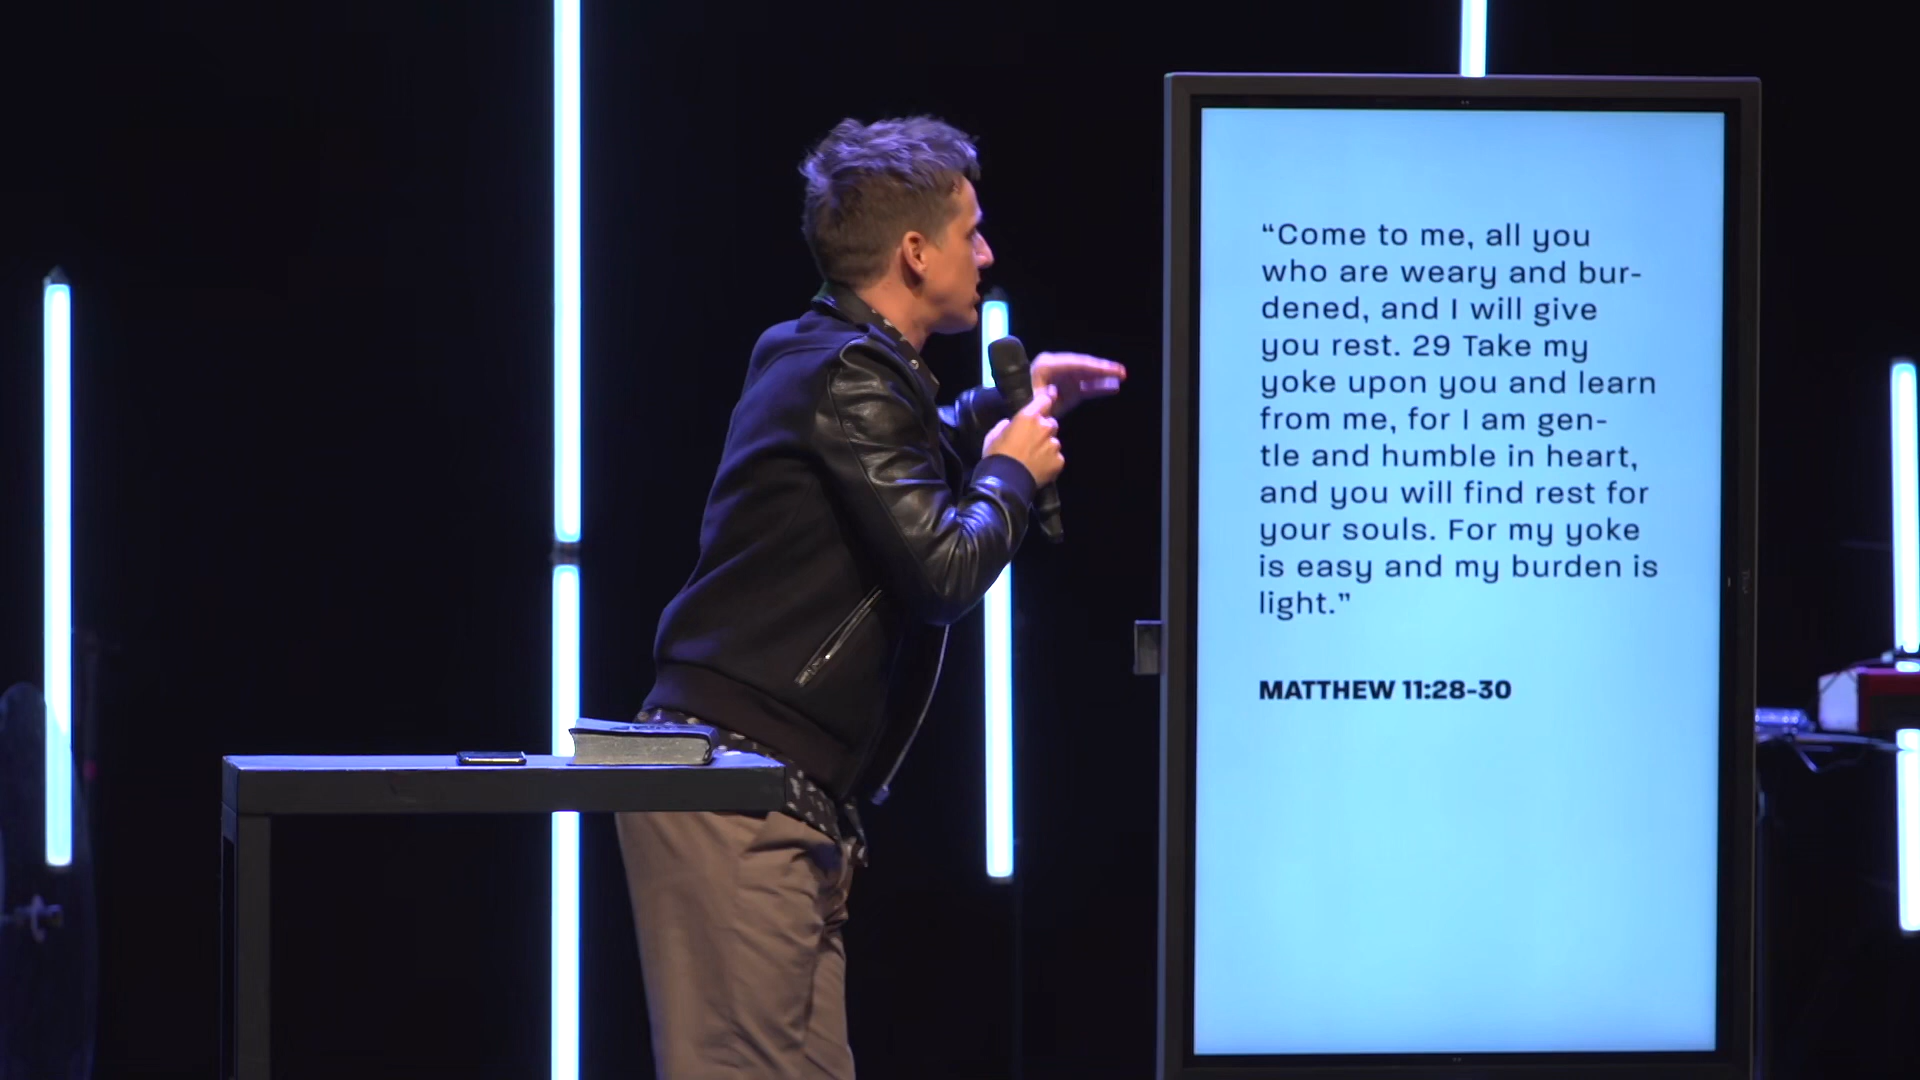 “Come to me, all you
who are weary and bur-
dened, and I will give
you rest. 29 Take my
yoke upon you and learn
from me, for I am gen-
tle and humble in heart,
and you will find rest for
your souls. For my yoke
is easy and my burden is
light.”
MATTHEW 11:28-30